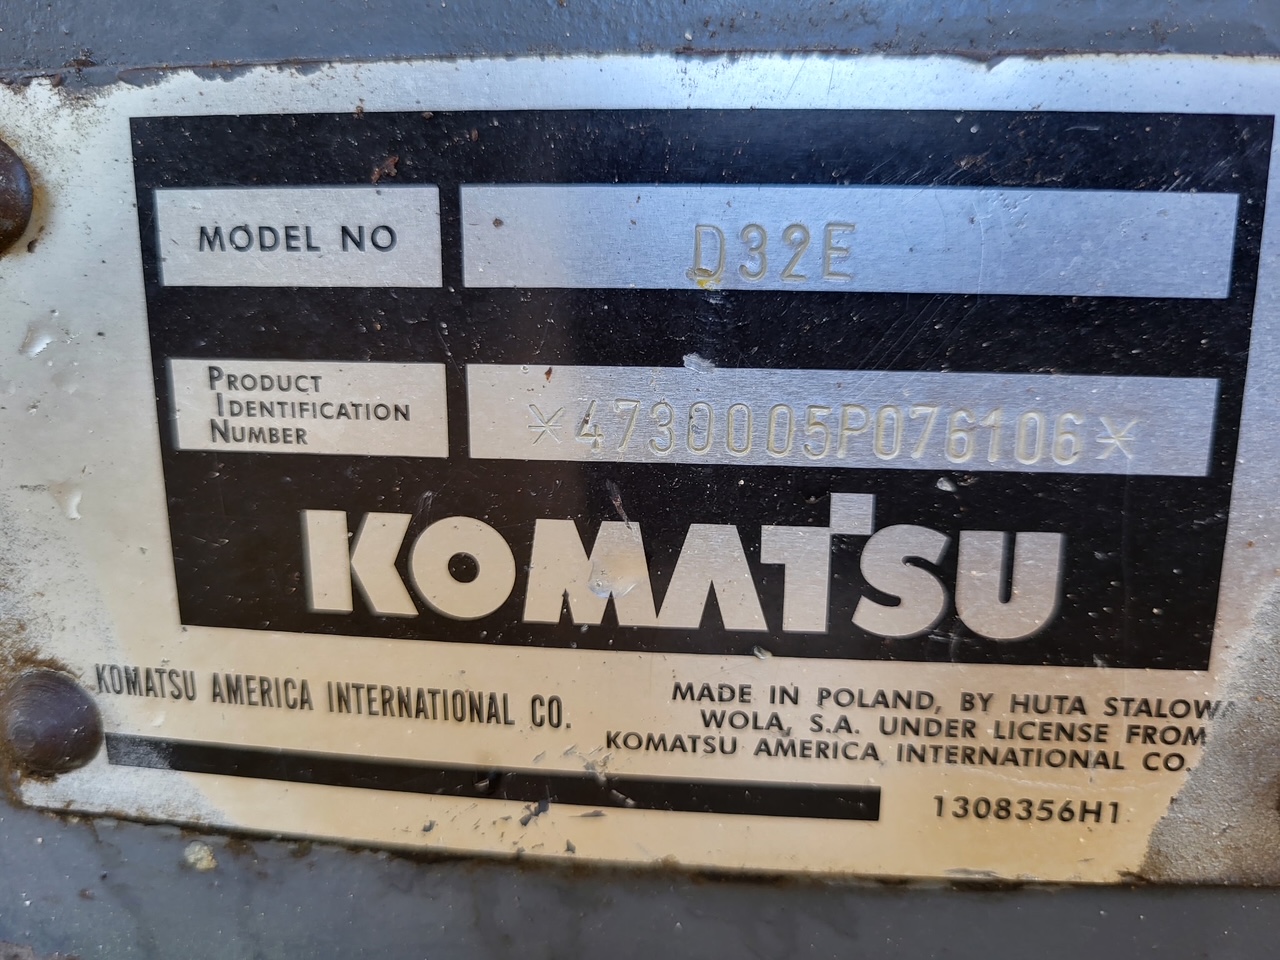 MODEL NO D32E
PRODUCT
IDENTIFICATION
NUMBER
*4730005P076106*
KOMATSU
KOMATSU AMERICA INTERNATIONAL CO.
MADE IN POLAND, BY HUTA STALOWA
WOLA, S.A. UNDER LICENSE FROM
KOMATSU AMERICA INTERNATIONAL CO.
1308356H1